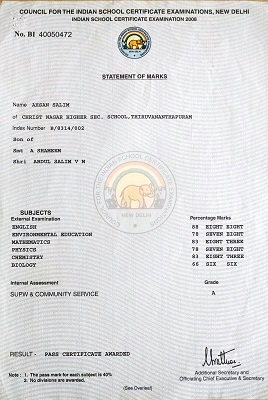 COUNCIL FOR THE INDIAN SCHOOL CERTIFICATE EXAMINATIONS, NEW DELHI
INDIAN SCHOOL CERTIFICATE EXAMINATION 2008
No. BI 40050472
STATEMENT OF MARKS
Name AHSAN SALIM
of CHRIST NAGAR HIGHER SEC. SCHOOL,THIRUVANANTHAPURAM
Index Number B/8314/002
Son of
Smt A SHAMEEM
Shri ABDUL SALIM V M
NEW DELHI
SUBJECTS
External Examination Percentage Marks
ENGLISH 88 EIGHT EIGHT
ENVIRONMENTAL EDUCATION 78 SEVEN EIGHT
MATHEMATICS 83 EIGHT THREE
PHYSICS 78 SEVEN EIGHT
CHEMISTRY 83 EIGHT THREE
BIOLOGY 66 SIX SIX
Internal Assessment Grade
SUPW & COMMUNITY SERVICE A
RESULT - PASS CERTIFICATE AWARDED
Additional Secretary and
Officiating Chief Executive & Secretary
Note : 1. The pass mark for each subject is 40%
2. No divisions are awarded.
(See Overleaf)